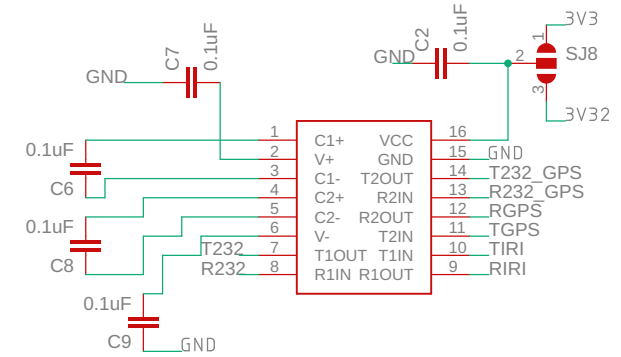 3V3
C7
0.1uF
C2
0.1uF
1
GND
2
SJ8
GND
3
3V32
0.1uF
1 C1+ VCC 16
2 V+ GND 15 GND
3 C1- T2OUT 14 T232_GPS
C6
4 C2+ R2IN 13 R232_GPS
0.1uF
5 C2- R2OUT 12 RGPS
6 V- T2IN 11 TGPS
T232 7 T1OUT T1IN 10 TIRI
C8
R232 8 R1IN R1OUT 9 RIRI
0.1uF
C9
GND